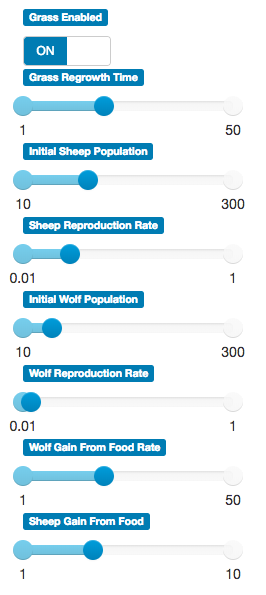 Grass Enabled
ON
Grass Regrowth Time
1 50
Initial Sheep Population
10 300
Sheep Reproduction Rate
0.01 1
Initial Wolf Population
10 300
Wolf Reproduction Rate
0.01 1
Wolf Gain From Food Rate
1 50
Sheep Gain From Food
1 10